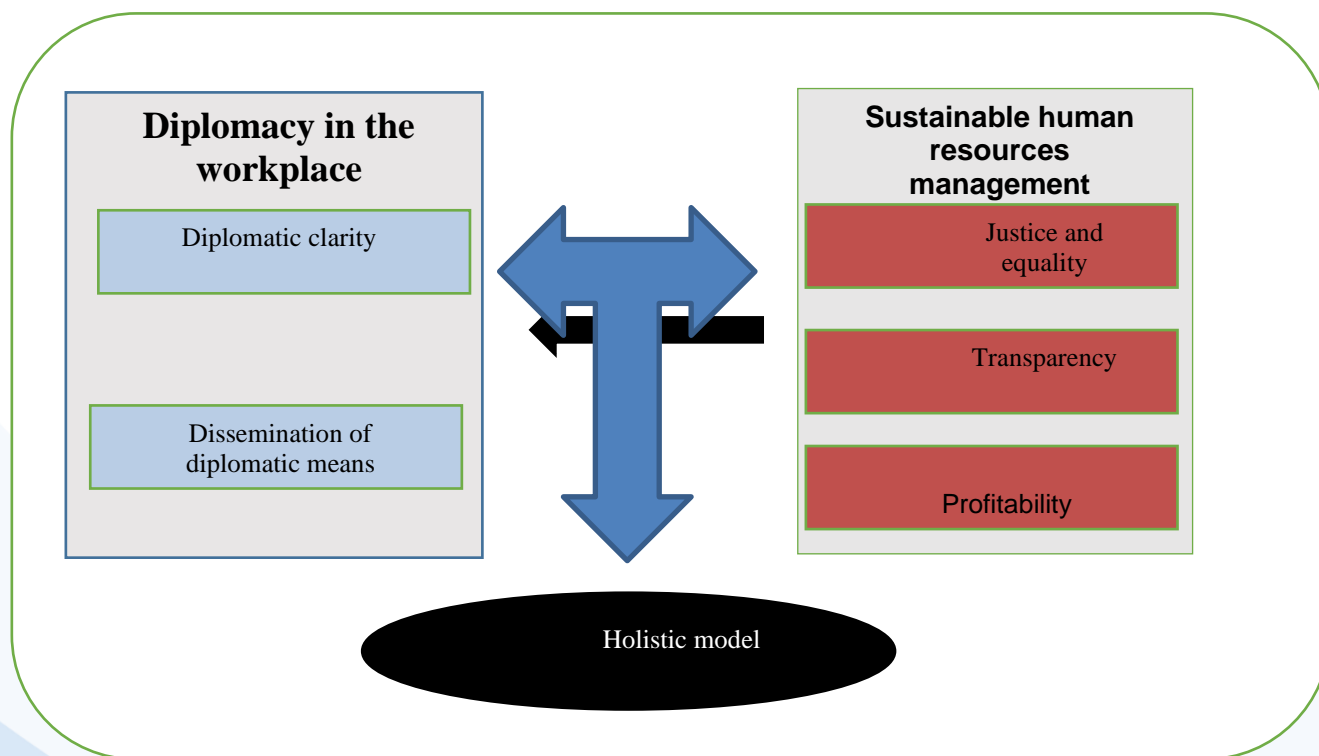 Diplomacy in the
workplace
Diplomatic clarity
Dissemination of
diplomatic means
Sustainable human
resources
management
Justice and
equality
Transparency
Profitability
Holistic model